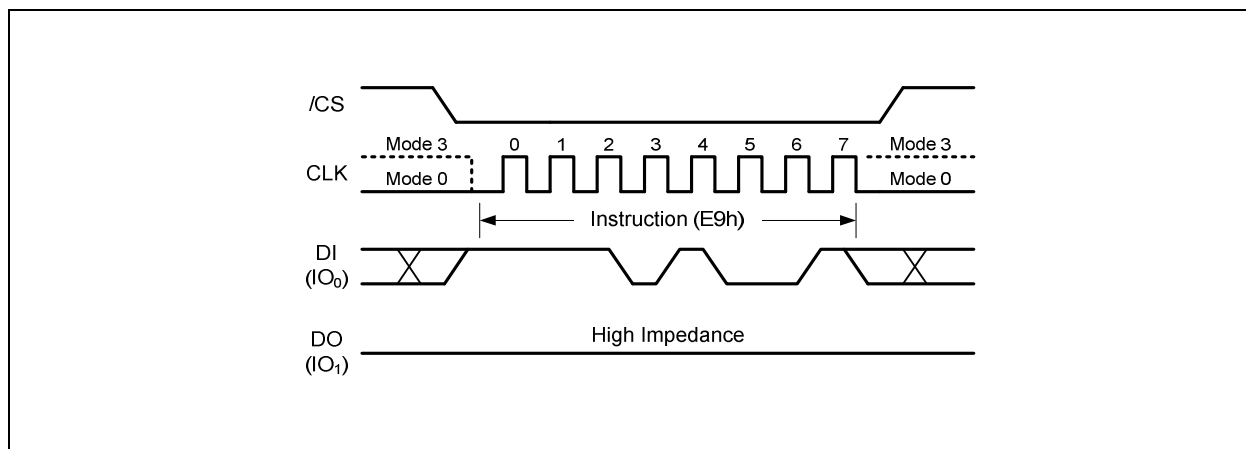 /CS
Mode 3 0 1 2 3 4 5 6 7 Mode 3
CLK
Mode 0 Mode 0
Instruction (E9h)
DI
(IO₀)
High Impedance
DO
(IO₁)